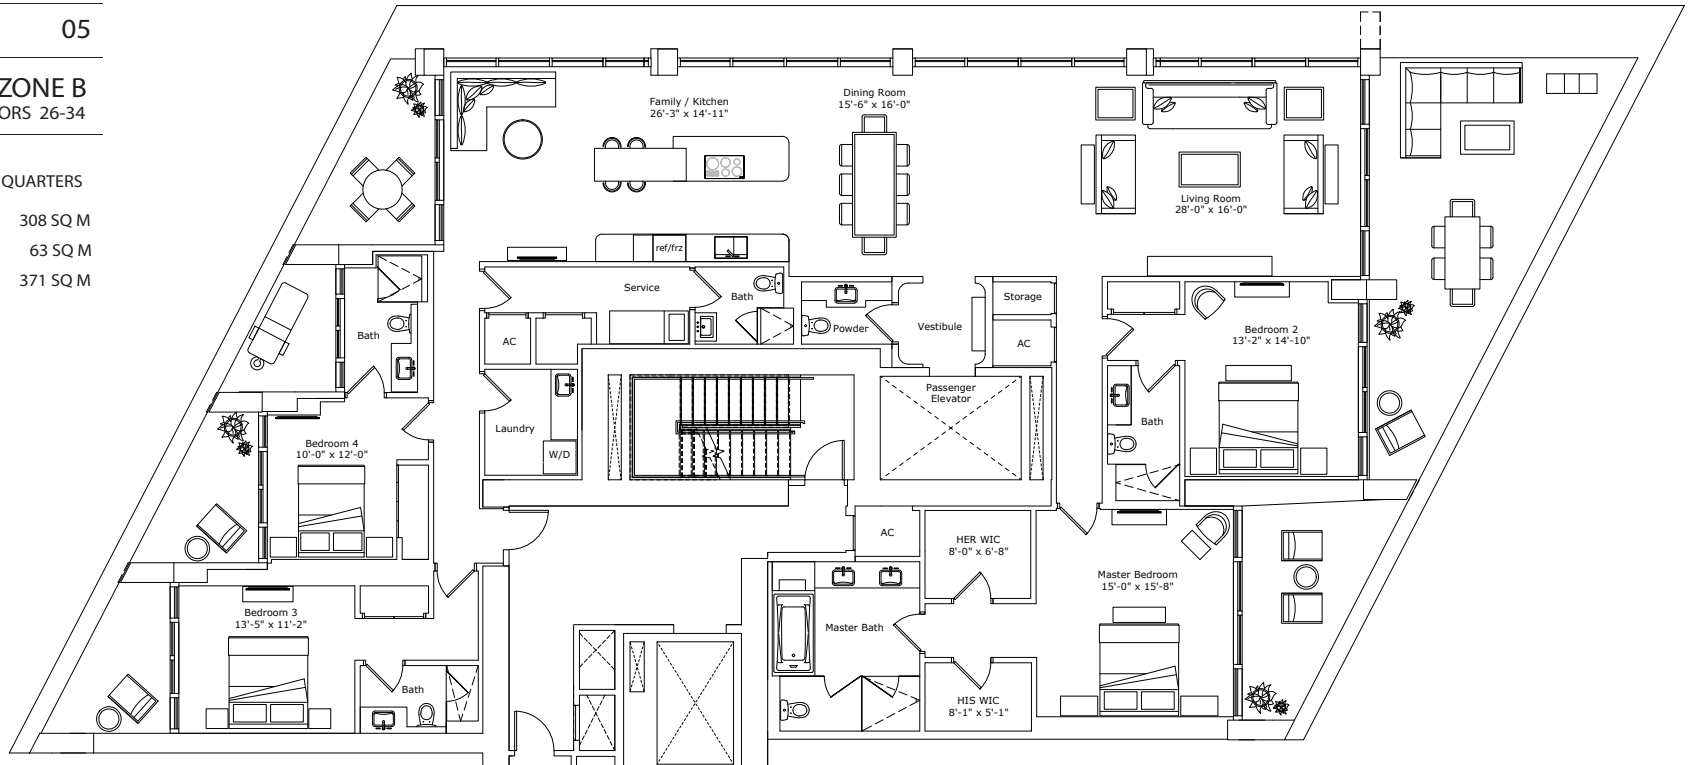 05
ZONE B
ORS 26-34
QUARTERS
308 SQ M
63 SQ M
371 SQ M
Family / Kitchen
26'-3" x 14'-11"
Dining Room
15'-6" x 16'-0"
Living Room
28'-0" x 16'-0"
ref/frz
Service
Bath
Powder
Vestibule
Storage
AC
AC
Bath
Bedroom 2
13'-2" x 14'-10"
Passenger
Elevator
Laundry
W/D
Bath
Bedroom 4
10'-0" x 12'-0"
AC
HER WIC
8'-0" x 6'-8"
Master Bedroom
15'-0" x 15'-8"
Bedroom 3
13'-5" x 11'-2"
Master Bath
Bath
HIS WIC
8'-1" x 5'-1"